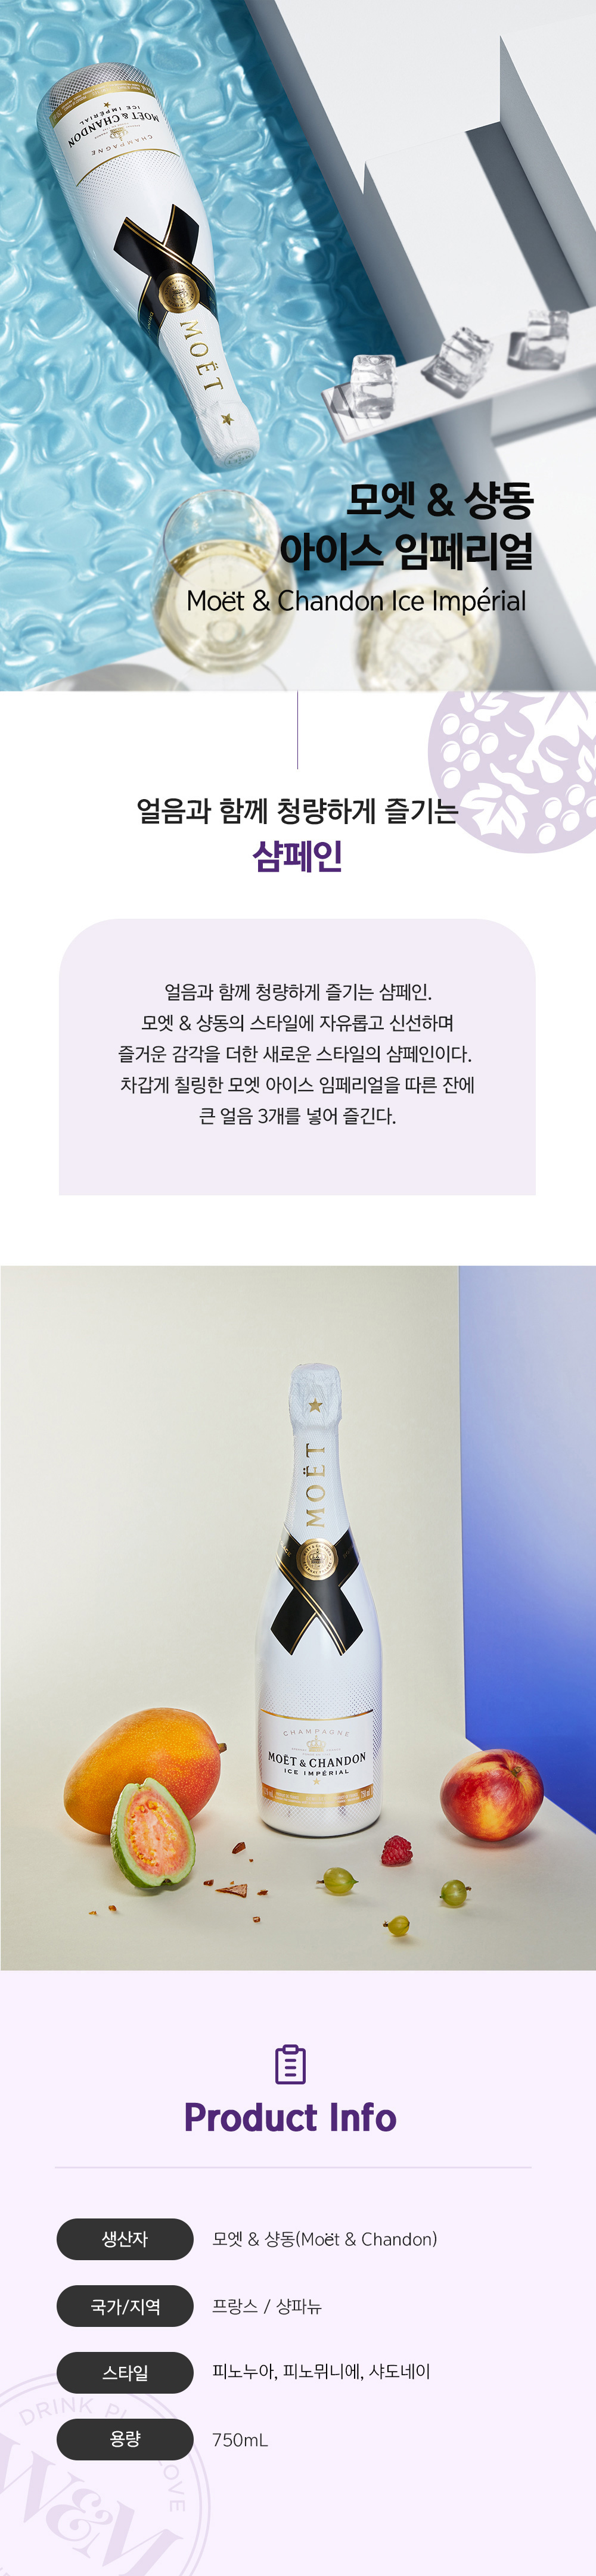 MOËT & CHANDON
ICE IMPÉRIAL
CHAMPAGNE
MOËT
모엣 & 샹동
아이스 임페리얼
Moët & Chandon Ice Impérial
얼음과 함께 청량하게 즐기는
샴페인
얼음과 함께 청량하게 즐기는 샴페인.
모엣 & 샹동의 스타일에 자유롭고 신선하며
즐거운 감각을 더한 새로운 스타일의 샴페인이다.
차갑게 칠링한 모엣 아이스 임페리얼을 따른 잔에
큰 얼음 3개를 넣어 즐긴다.
MOËT
CHAMPAGNE
MOËT & CHANDON
ICE IMPÉRIAL
Product Info
생산자 모엣 & 샹동(Moët & Chandon)
국가/지역 프랑스 / 샹파뉴
스타일 피노누아, 피노뮈니에, 샤도네이
용량 750mL
DRINK
LOVE
W&M